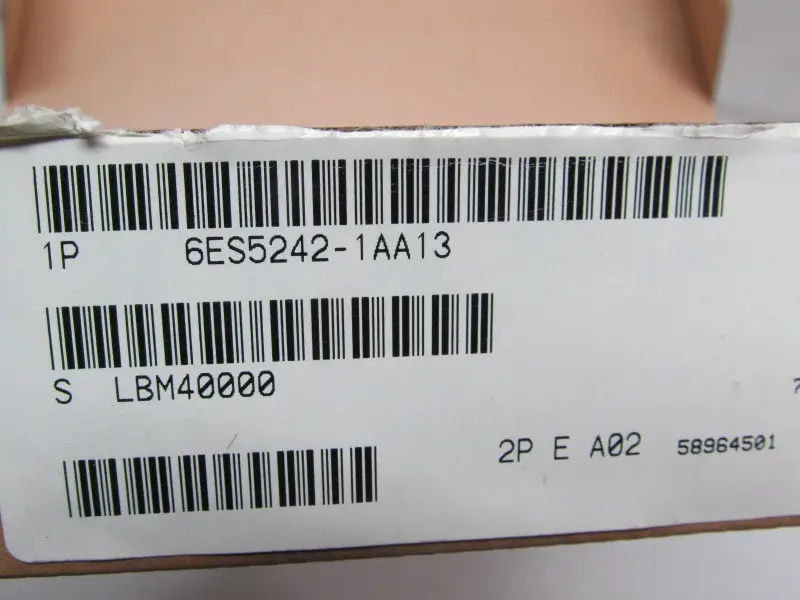 1P 6ES5242-1AA13
S LBM40000
2P E A02 58964501